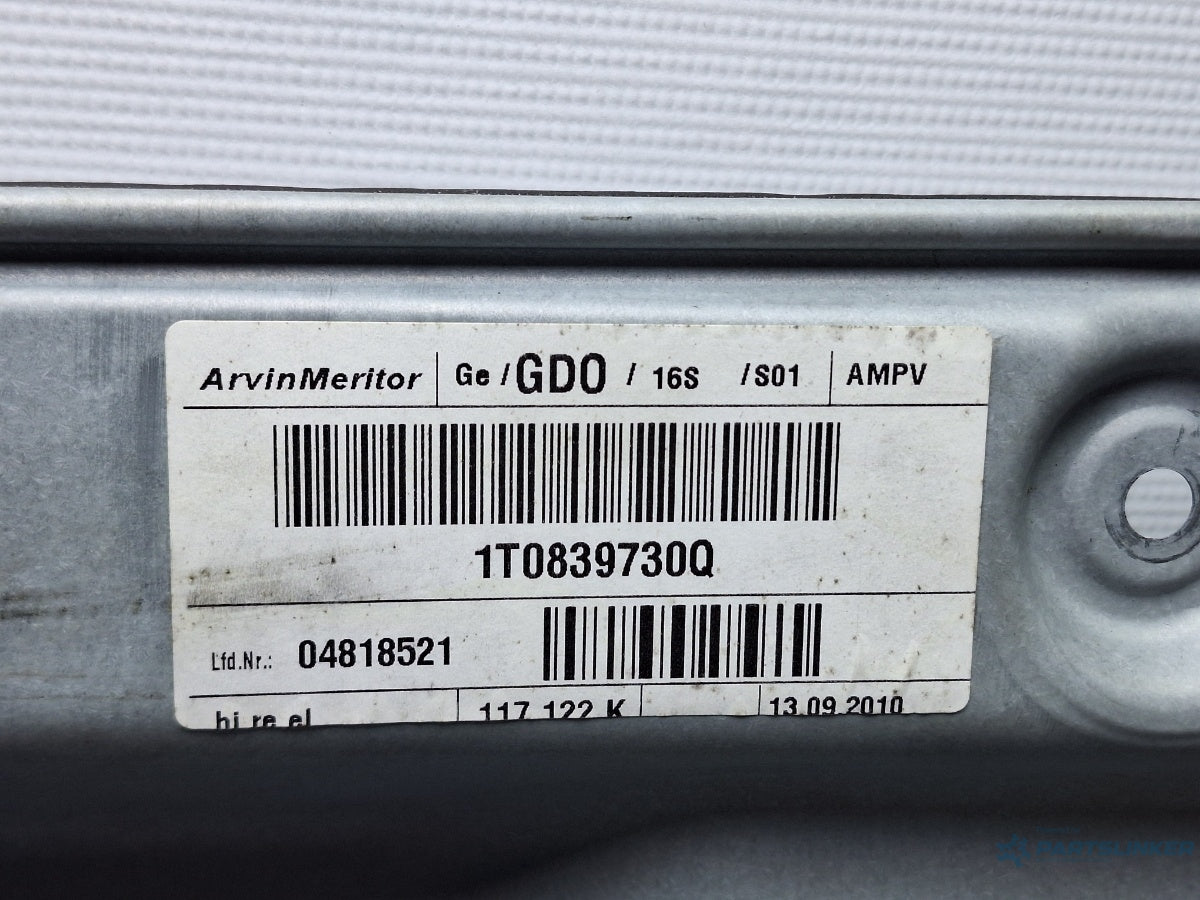 ArvinMeritor Ge / GDO / 16S /S01 AMPV
1T0839730Q
Lfd.Nr.: 04818521
hi re el 117 122 K 13.09.2010